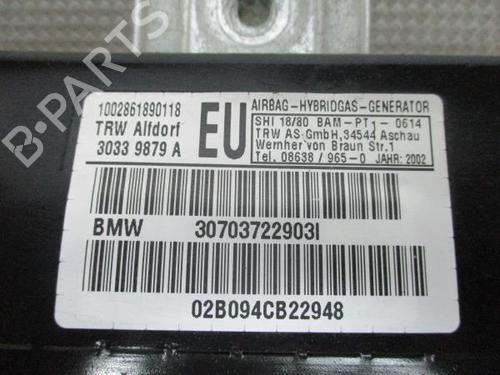 1002861890118
TRW Alfdorf
3033 9879 A
EU
AIRBAG-HYBRIDGAS-GENERATOR
SHI 18/80 BAM-PT1-0614
TRW AS GmbH,34544 Aschau
Wernher von Braun Str.1
Tel. 08638/965-0 JAHR: 2002
BMW 30703722903I
02B094CB22948
B-PARTS